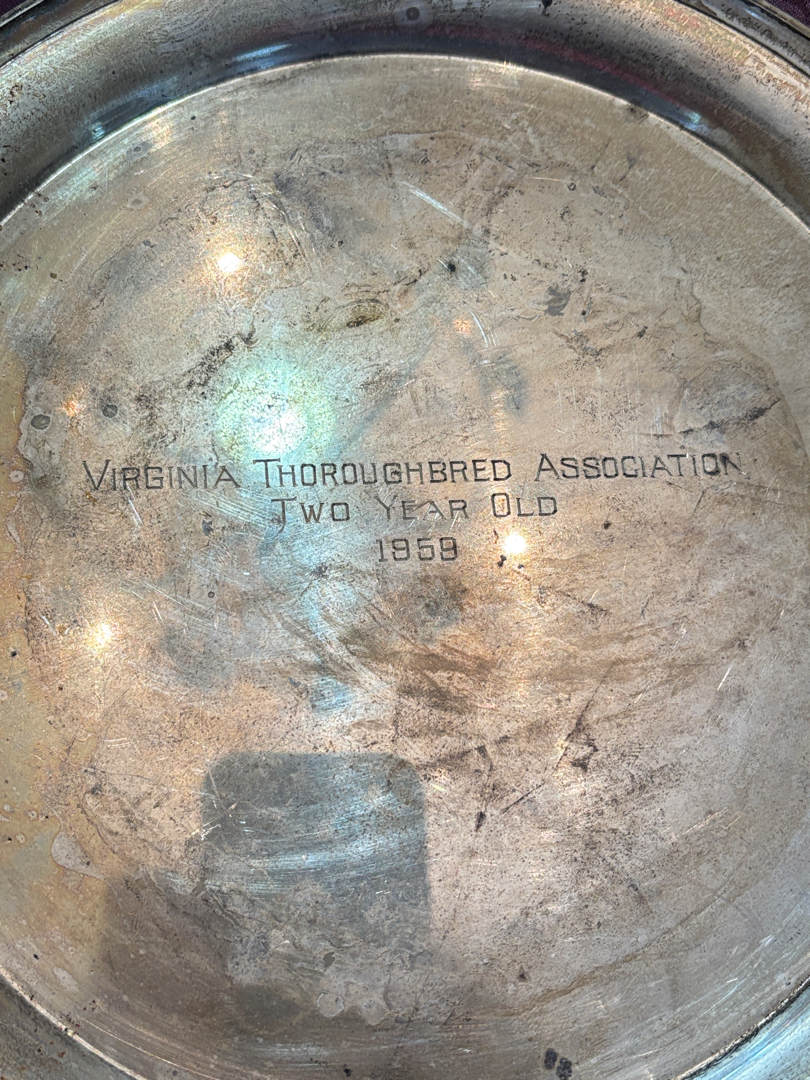 VIRGINIA THOROUGHBRED ASSOCIATION
TWO YEAR OLD
1959